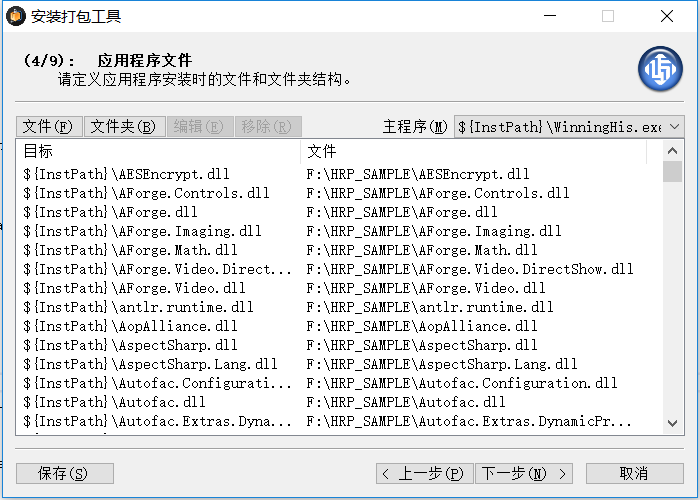 安装打包工具
(4/9)： 应用程序文件
请定义应用程序安装时的文件和文件夹结构。
文件(F) 文件夹(B) 编辑(E) 移除(R) 主程序(M) ${InstPath}\WinningHis.exe
目标 文件
${InstPath}\AESEncrypt.dll F:\HRP_SAMPLE\AESEncrypt.dll
${InstPath}\AForge.Controls.dll F:\HRP_SAMPLE\AForge.Controls.dll
${InstPath}\AForge.dll F:\HRP_SAMPLE\AForge.dll
${InstPath}\AForge.Imaging.dll F:\HRP_SAMPLE\AForge.Imaging.dll
${InstPath}\AForge.Math.dll F:\HRP_SAMPLE\AForge.Math.dll
${InstPath}\AForge.Video.Direct... F:\HRP_SAMPLE\AForge.Video.DirectShow.dll
${InstPath}\AForge.Video.dll F:\HRP_SAMPLE\AForge.Video.dll
${InstPath}\antlr.runtime.dll F:\HRP_SAMPLE\antlr.runtime.dll
${InstPath}\AopAlliance.dll F:\HRP_SAMPLE\AopAlliance.dll
${InstPath}\AspectSharp.dll F:\HRP_SAMPLE\AspectSharp.dll
${InstPath}\AspectSharp.Lang.dll F:\HRP_SAMPLE\AspectSharp.Lang.dll
${InstPath}\Autofac.Configurati... F:\HRP_SAMPLE\Autofac.Configuration.dll
${InstPath}\Autofac.dll F:\HRP_SAMPLE\Autofac.dll
${InstPath}\Autofac.Extras.Dyna... F:\HRP_SAMPLE\Autofac.Extras.DynamicPr...
保存(S) < 上一步(P) 下一步(N) > 取消